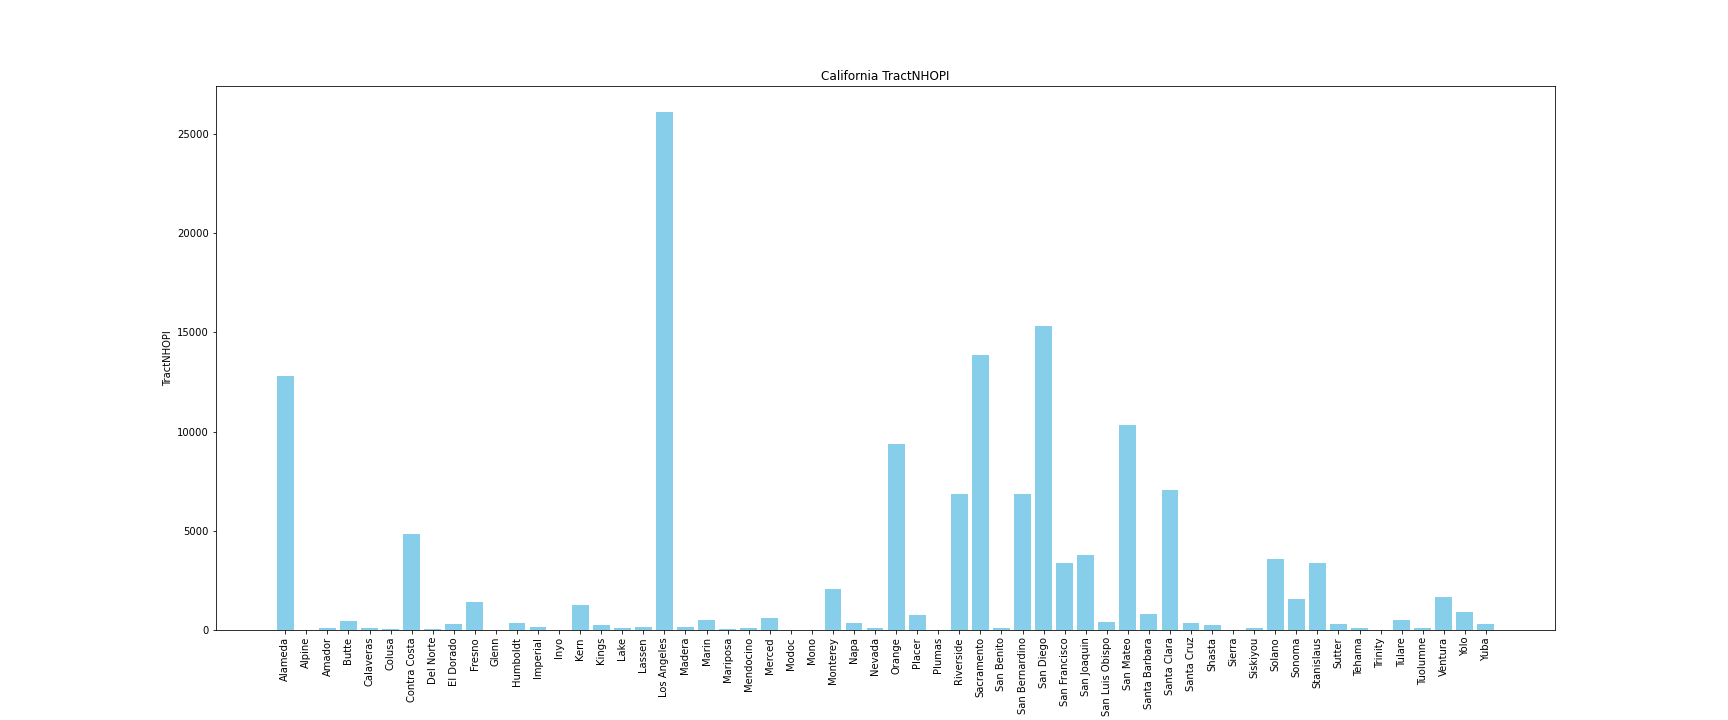 California TractNHOPI
25000
20000
15000
10000
5000
0
TractNHOPI
Alameda
Alpine
Amador
Butte
Calaveras
Colusa
Contra Costa
Del Norte
El Dorado
Fresno
Glenn
Humboldt
Imperial
Inyo
Kern
Kings
Lake
Lassen
Los Angeles
Madera
Marin
Mariposa
Mendocino
Merced
Modoc
Mono
Monterey
Napa
Nevada
Orange
Placer
Plumas
Riverside
Sacramento
San Benito
San Bernardino
San Diego
San Francisco
San Joaquin
San Luis Obispo
San Mateo
Santa Barbara
Santa Clara
Santa Cruz
Shasta
Sierra
Siskiyou
Solano
Sonoma
Stanislaus
Sutter
Tehama
Trinity
Tulare
Tuolumne
Ventura
Yolo
Yuba